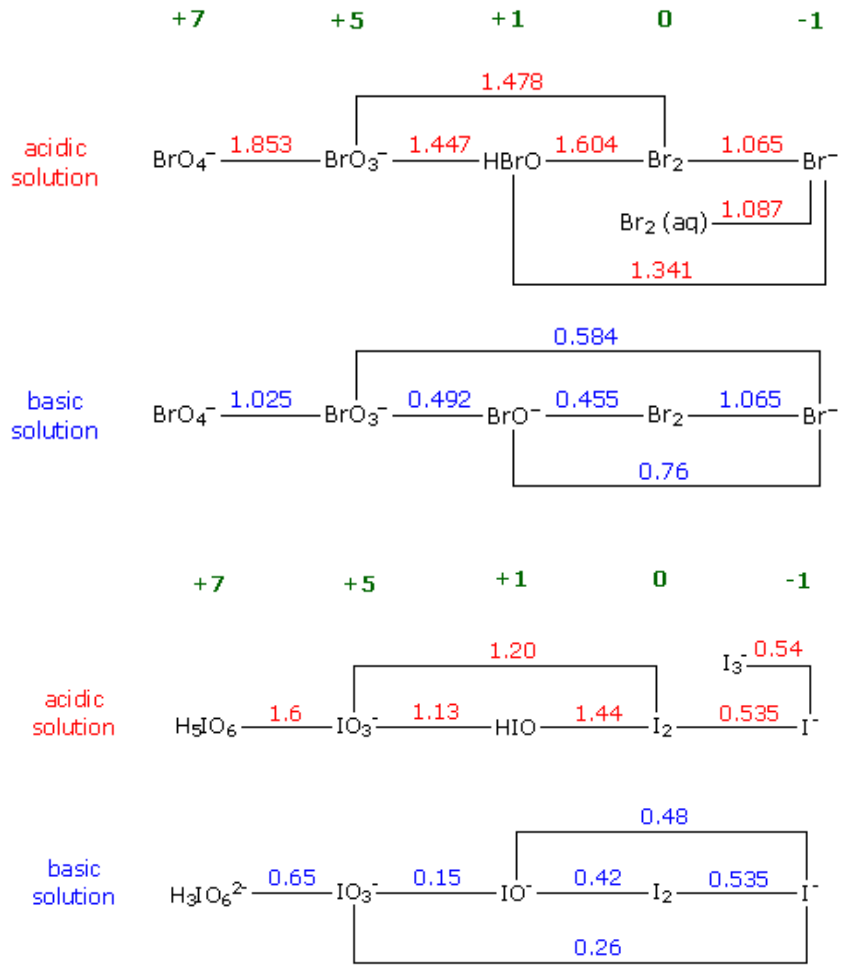 +7 +5 +1 0 -1
1.478
acidic
solution
BrO₄⁻ 1.853 BrO₃⁻ 1.447 HBrO 1.604 Br₂ 1.065 Br⁻
Br₂ (aq) 1.087
1.341
0.584
basic
solution
BrO₄⁻ 1.025 BrO₃⁻ 0.492 BrO⁻ 0.455 Br₂ 1.065 Br⁻
0.76
+7 +5 +1 0 -1
1.20 I₃⁻ 0.54
acidic
solution
H₅IO₆ 1.6 IO₃⁻ 1.13 HIO 1.44 I₂ 0.535 I⁻
0.48
basic
solution
H₃IO₆²⁻ 0.65 IO₃⁻ 0.15 IO⁻ 0.42 I₂ 0.535 I⁻
0.26